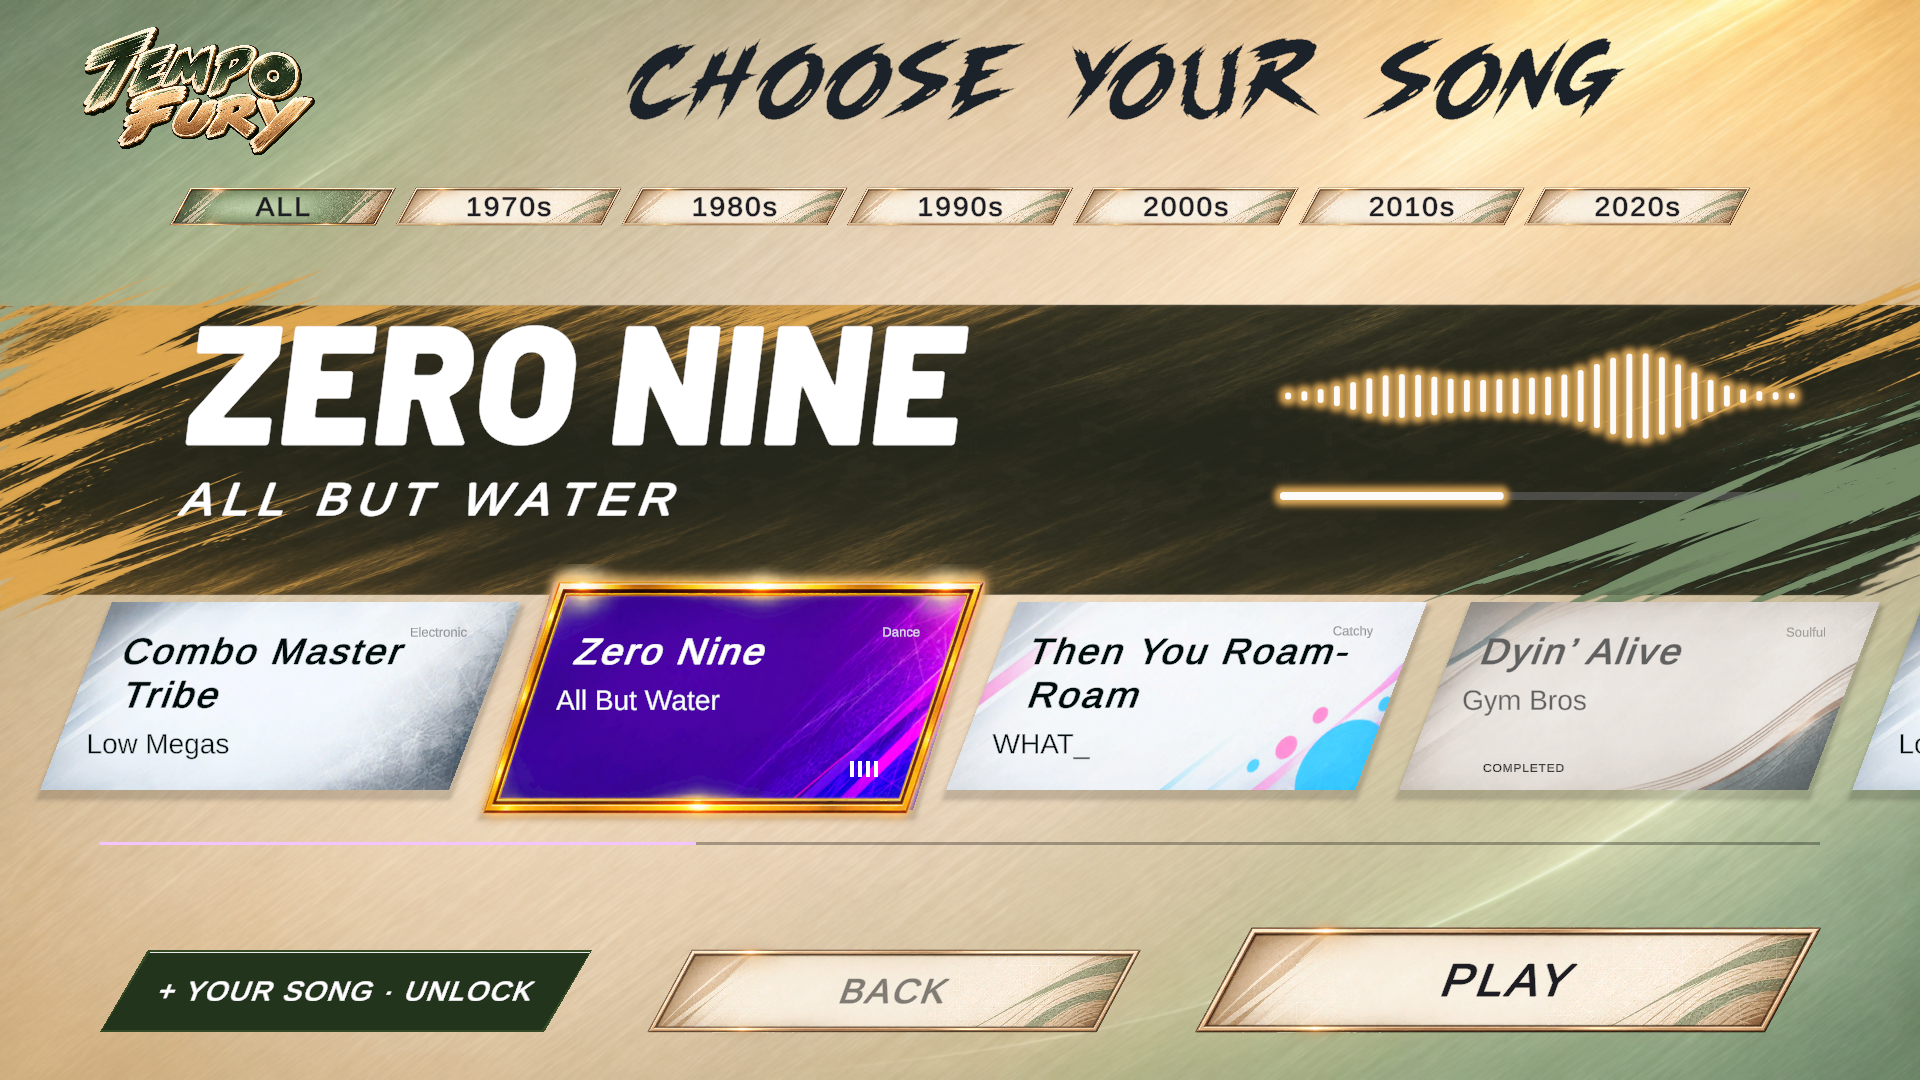 TEMPO
FURY
CHOOSE YOUR SONG
ALL
1970s
1980s
1990s
2000s
2010s
2020s
ZERO NINE
ALL BUT WATER
Electronic
Combo Master
Tribe
Low Megas
Dance
Zero Nine
All But Water
Catchy
Then You Roam-
Roam
WHAT_
Soulful
Dyin’ Alive
Gym Bros
COMPLETED
+ YOUR SONG · UNLOCK
BACK
PLAY